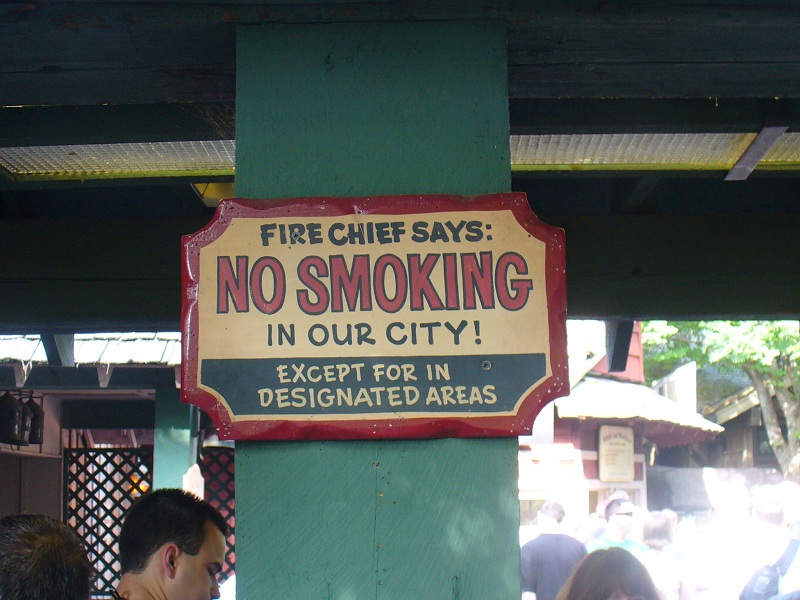 FIRE CHIEF SAYS:
NO SMOKING
IN OUR CITY!
EXCEPT FOR IN
DESIGNATED AREAS